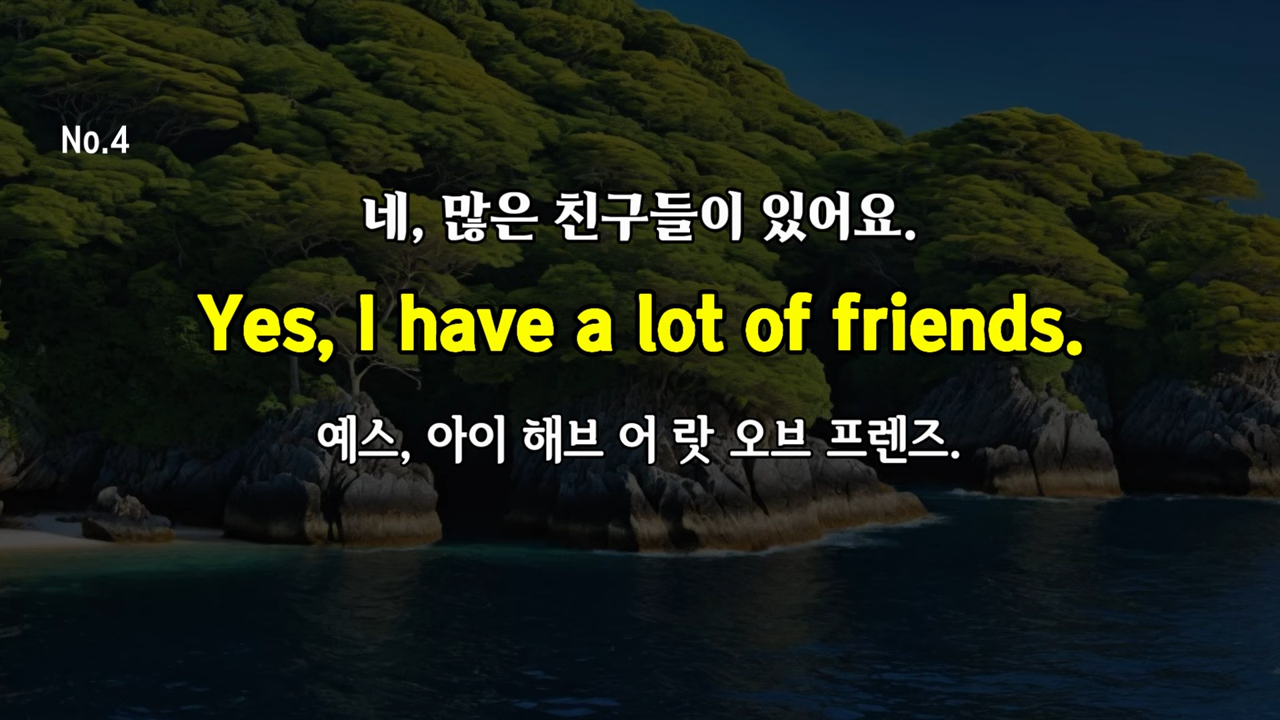 No.4
네, 많은 친구들이 있어요.
Yes, I have a lot of friends.
예스, 아이 해브 어 랏 오브 프렌즈.